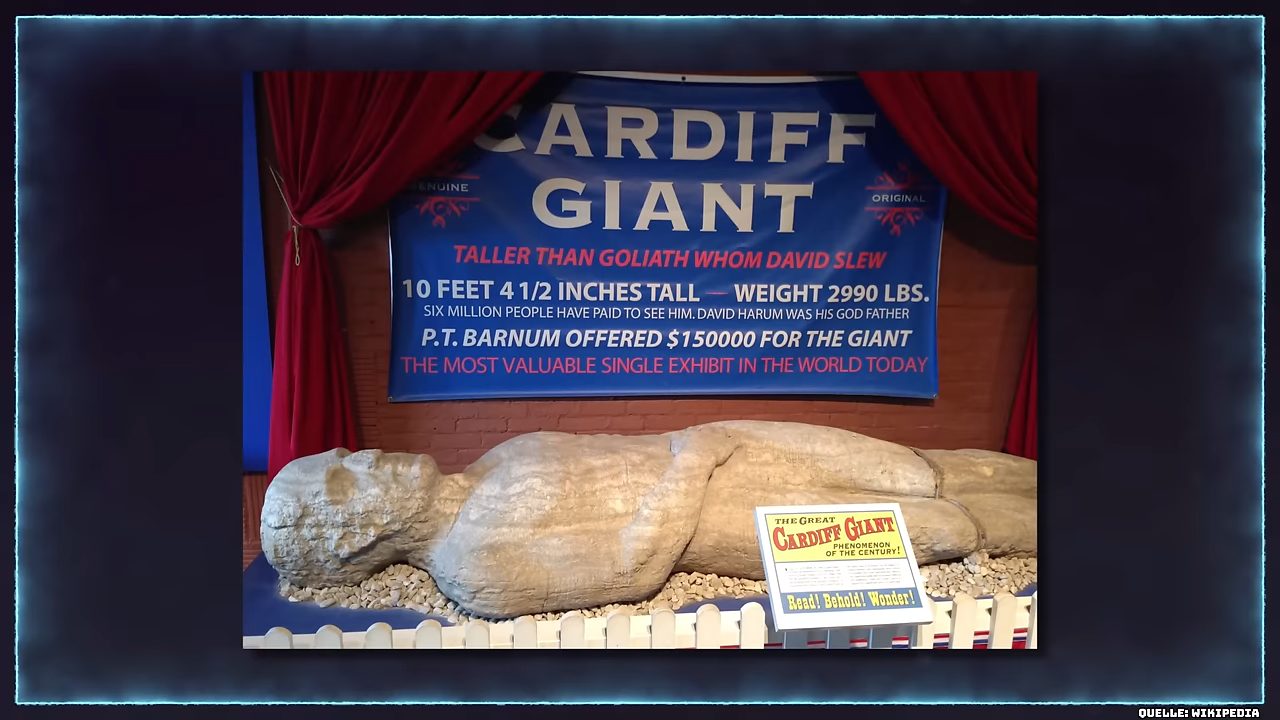 CARDIFF
GIANT
GENUINE
ORIGINAL
TALLER THAN GOLIATH WHOM DAVID SLEW
10 FEET 4 1/2 INCHES TALL — WEIGHT 2990 LBS.
SIX MILLION PEOPLE HAVE PAID TO SEE HIM. DAVID HARUM WAS HIS GOD FATHER
P.T. BARNUM OFFERED $150000 FOR THE GIANT
THE MOST VALUABLE SINGLE EXHIBIT IN THE WORLD TODAY
THE GREAT
CARDIFF GIANT
PHENOMENON
OF THE CENTURY!
Read! Behold! Wonder!
QUELLE: WIKIPEDIA